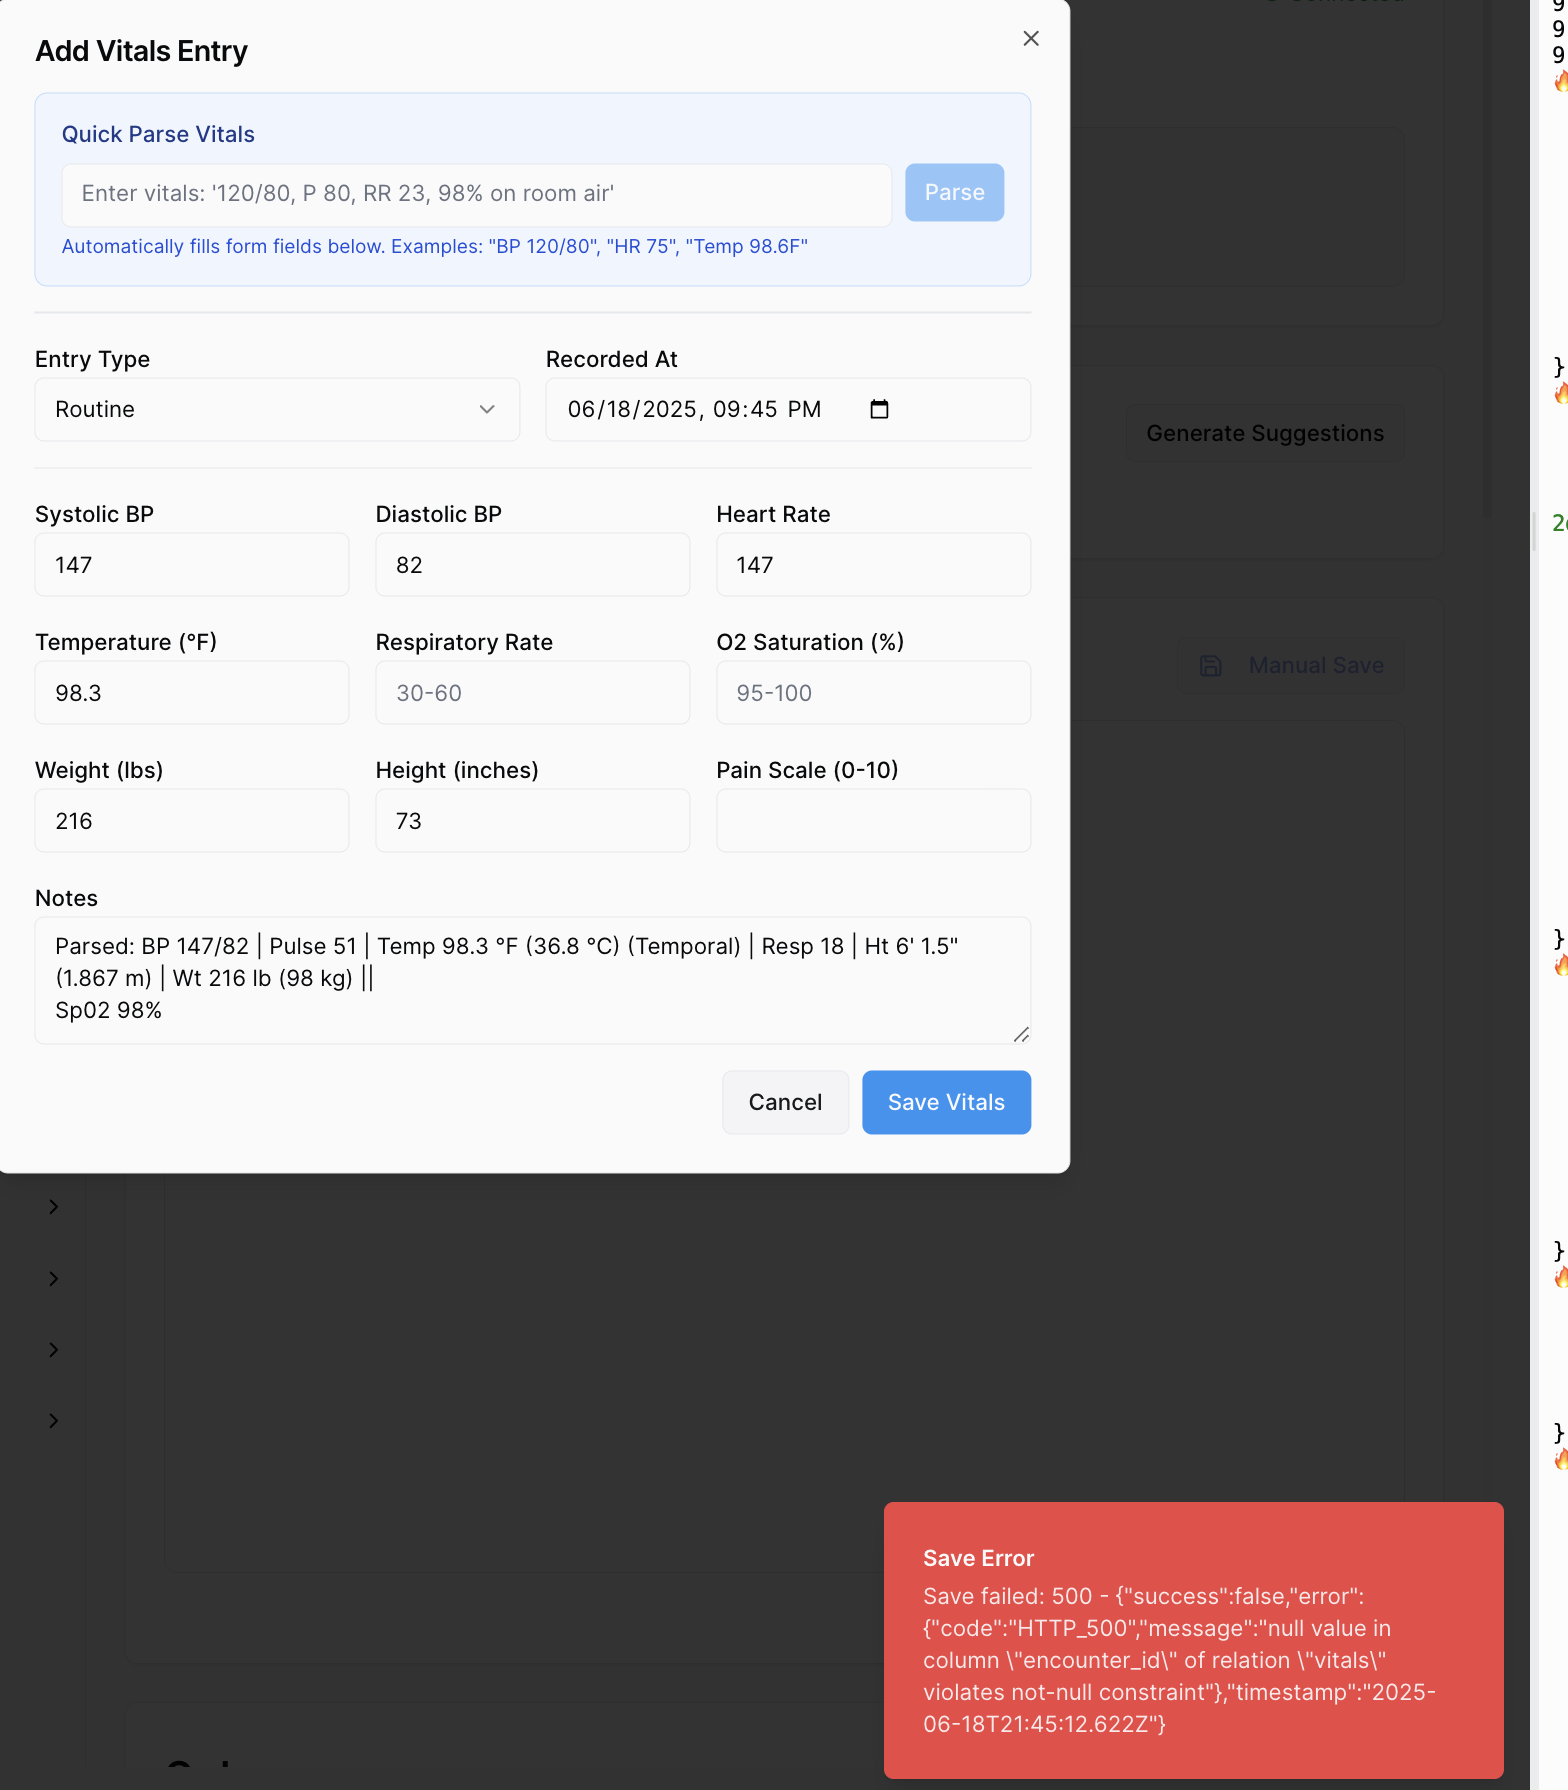 Add Vitals Entry
Quick Parse Vitals
Enter vitals: '120/80, P 80, RR 23, 98% on room air'
Parse
Automatically fills form fields below. Examples: "BP 120/80", "HR 75", "Temp 98.6F"
Entry Type
Recorded At
Routine
06/18/2025, 09:45 PM
Generate Suggestions
Systolic BP
Diastolic BP
Heart Rate
147
82
147
Temperature (°F)
Respiratory Rate
O2 Saturation (%)
98.3
30-60
95-100
Manual Save
Weight (lbs)
Height (inches)
Pain Scale (0-10)
216
73
Notes
Parsed: BP 147/82 | Pulse 51 | Temp 98.3 °F (36.8 °C) (Temporal) | Resp 18 | Ht 6' 1.5"
(1.867 m) | Wt 216 lb (98 kg) ||
Sp02 98%
Cancel
Save Vitals
Save Error
Save failed: 500 - {"success":false,"error":
{"code":"HTTP_500","message":"null value in
column \"encounter_id\" of relation \"vitals\"
violates not-null constraint"},"timestamp":"2025-
06-18T21:45:12.622Z"}
9
9
9
}
}
}
}